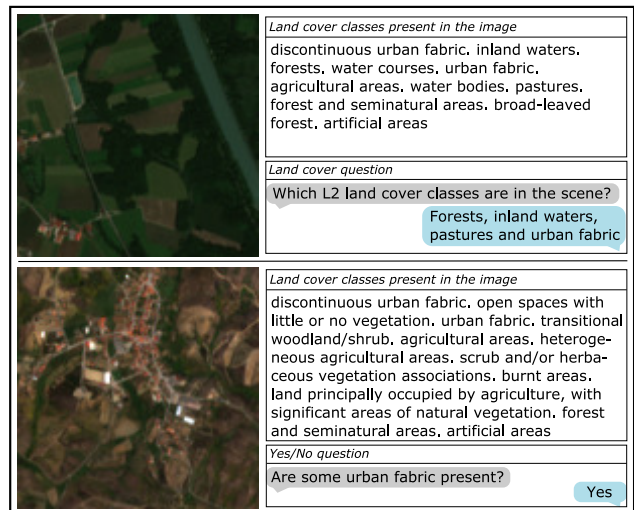 Land cover classes present in the image
discontinuous urban fabric. inland waters.
forests. water courses. urban fabric.
agricultural areas. water bodies. pastures.
forest and seminatural areas. broad-leaved
forest. artificial areas
Land cover question
Which L2 land cover classes are in the scene?
Forests, inland waters,
pastures and urban fabric
Land cover classes present in the image
discontinuous urban fabric. open spaces with
little or no vegetation. urban fabric. transitional
woodland/shrub. agricultural areas. heteroge-
neous agricultural areas. scrub and/or herba-
ceous vegetation associations. burnt areas.
land principally occupied by agriculture, with
significant areas of natural vegetation. forest
and seminatural areas. artificial areas
Yes/No question
Are some urban fabric present?
Yes